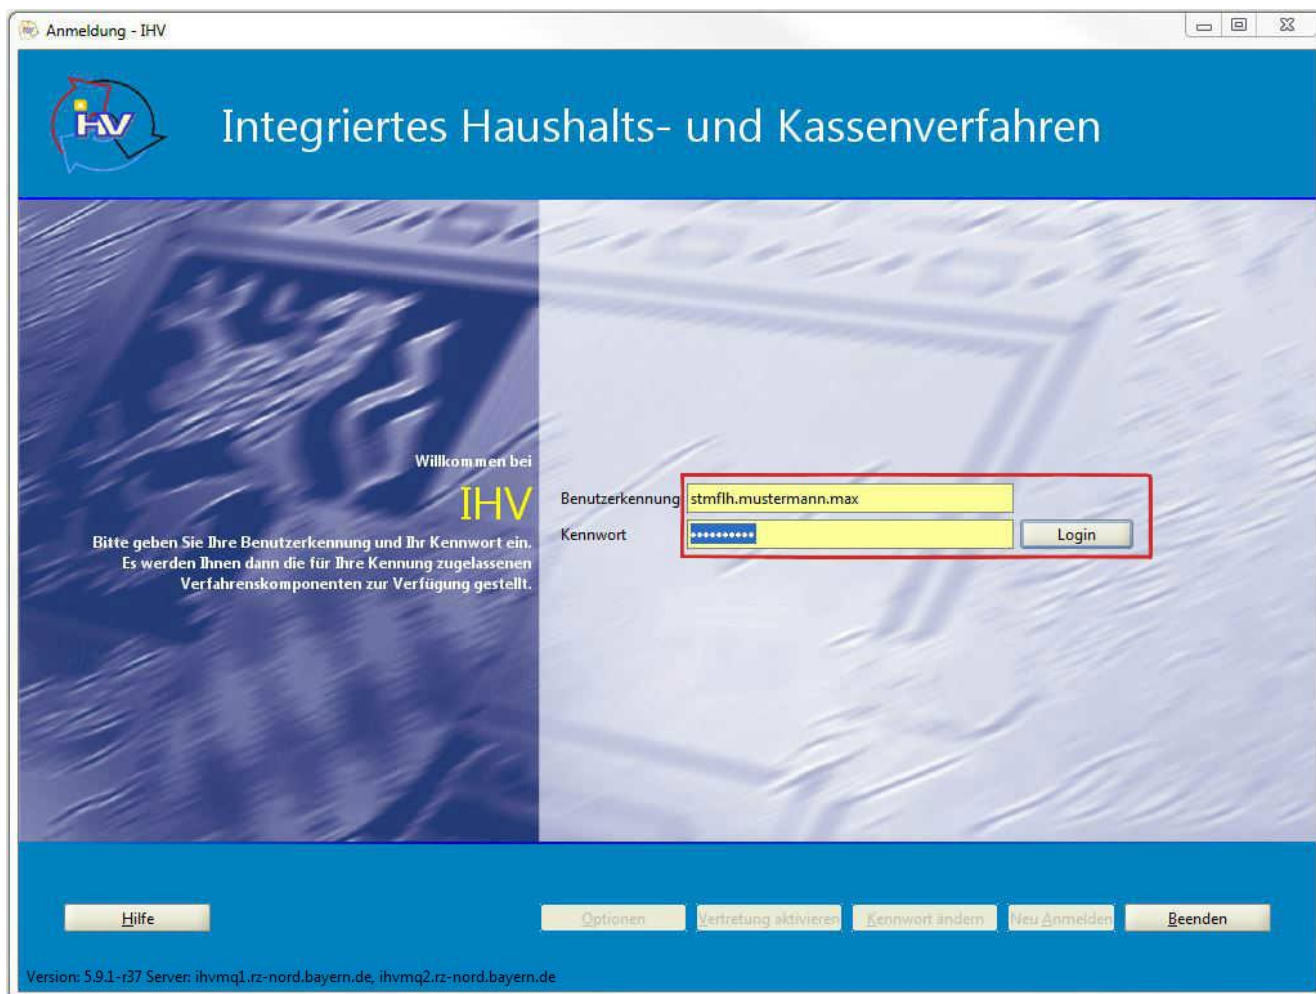 Anmeldung - IHV
iHV
Integriertes Haushalts- und Kassenverfahren
Willkommen bei
IHV
Bitte geben Sie Ihre Benutzerkennung und Ihr Kennwort ein.
Es werden Ihnen dann die für Ihre Kennung zugelassenen
Verfahrenskomponenten zur Verfügung gestellt.
Benutzerkennung stmflh.mustermann.max
Kennwort •••••••••• Login
Hilfe Optionen Vertretung aktivieren Kennwort ändern Neu Anmelden Beenden
Version: 5.9.1-r37 Server: ihvmq1.rz-nord.bayern.de, ihvmq2.rz-nord.bayern.de